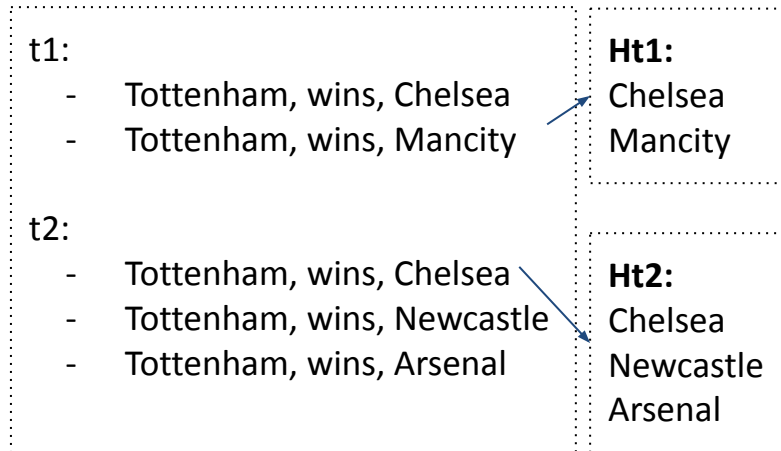 t1:
- Tottenham, wins, Chelsea
- Tottenham, wins, Mancity
t2:
- Tottenham, wins, Chelsea
- Tottenham, wins, Newcastle
- Tottenham, wins, Arsenal
Ht1:
Chelsea
Mancity
Ht2:
Chelsea
Newcastle
Arsenal